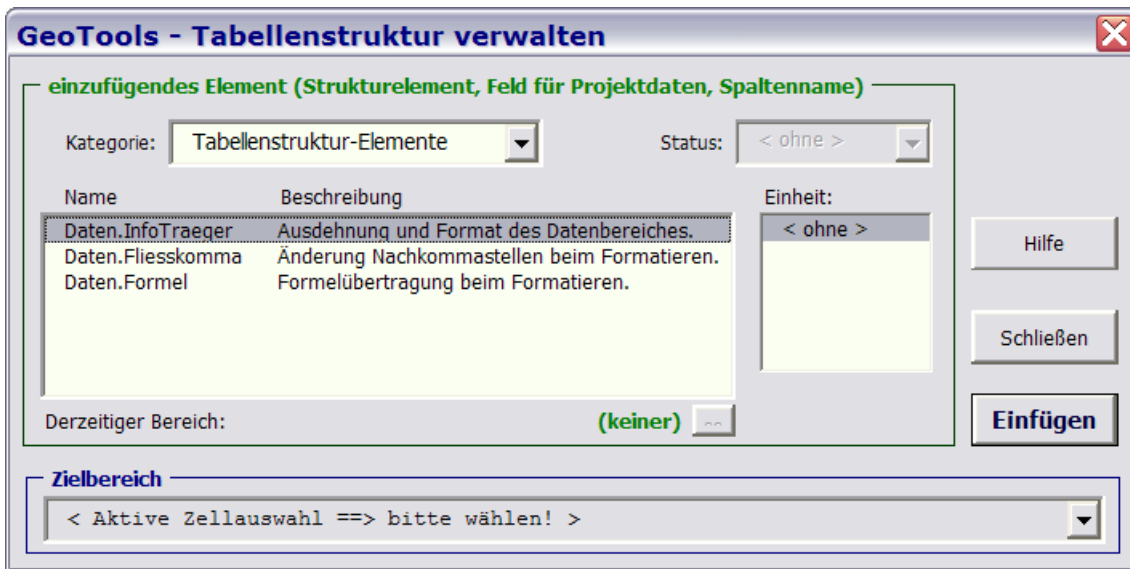 GeoTools - Tabellenstruktur verwalten
einzufügendes Element (Strukturelement, Feld für Projektdaten, Spaltenname)
Kategorie: Tabellenstruktur-Elemente Status: < ohne >
Name Beschreibung Einheit:
Daten.InfoTraeger Ausdehnung und Format des Datenbereiches. < ohne >
Daten.Fliesskomma Änderung Nachkommastellen beim Formatieren.
Daten.Formel Formelübertragung beim Formatieren.
Hilfe
Schließen
Einfügen
Derzeitiger Bereich: (keiner) ...
Zielbereich
< Aktive Zellauswahl ==> bitte wählen! >